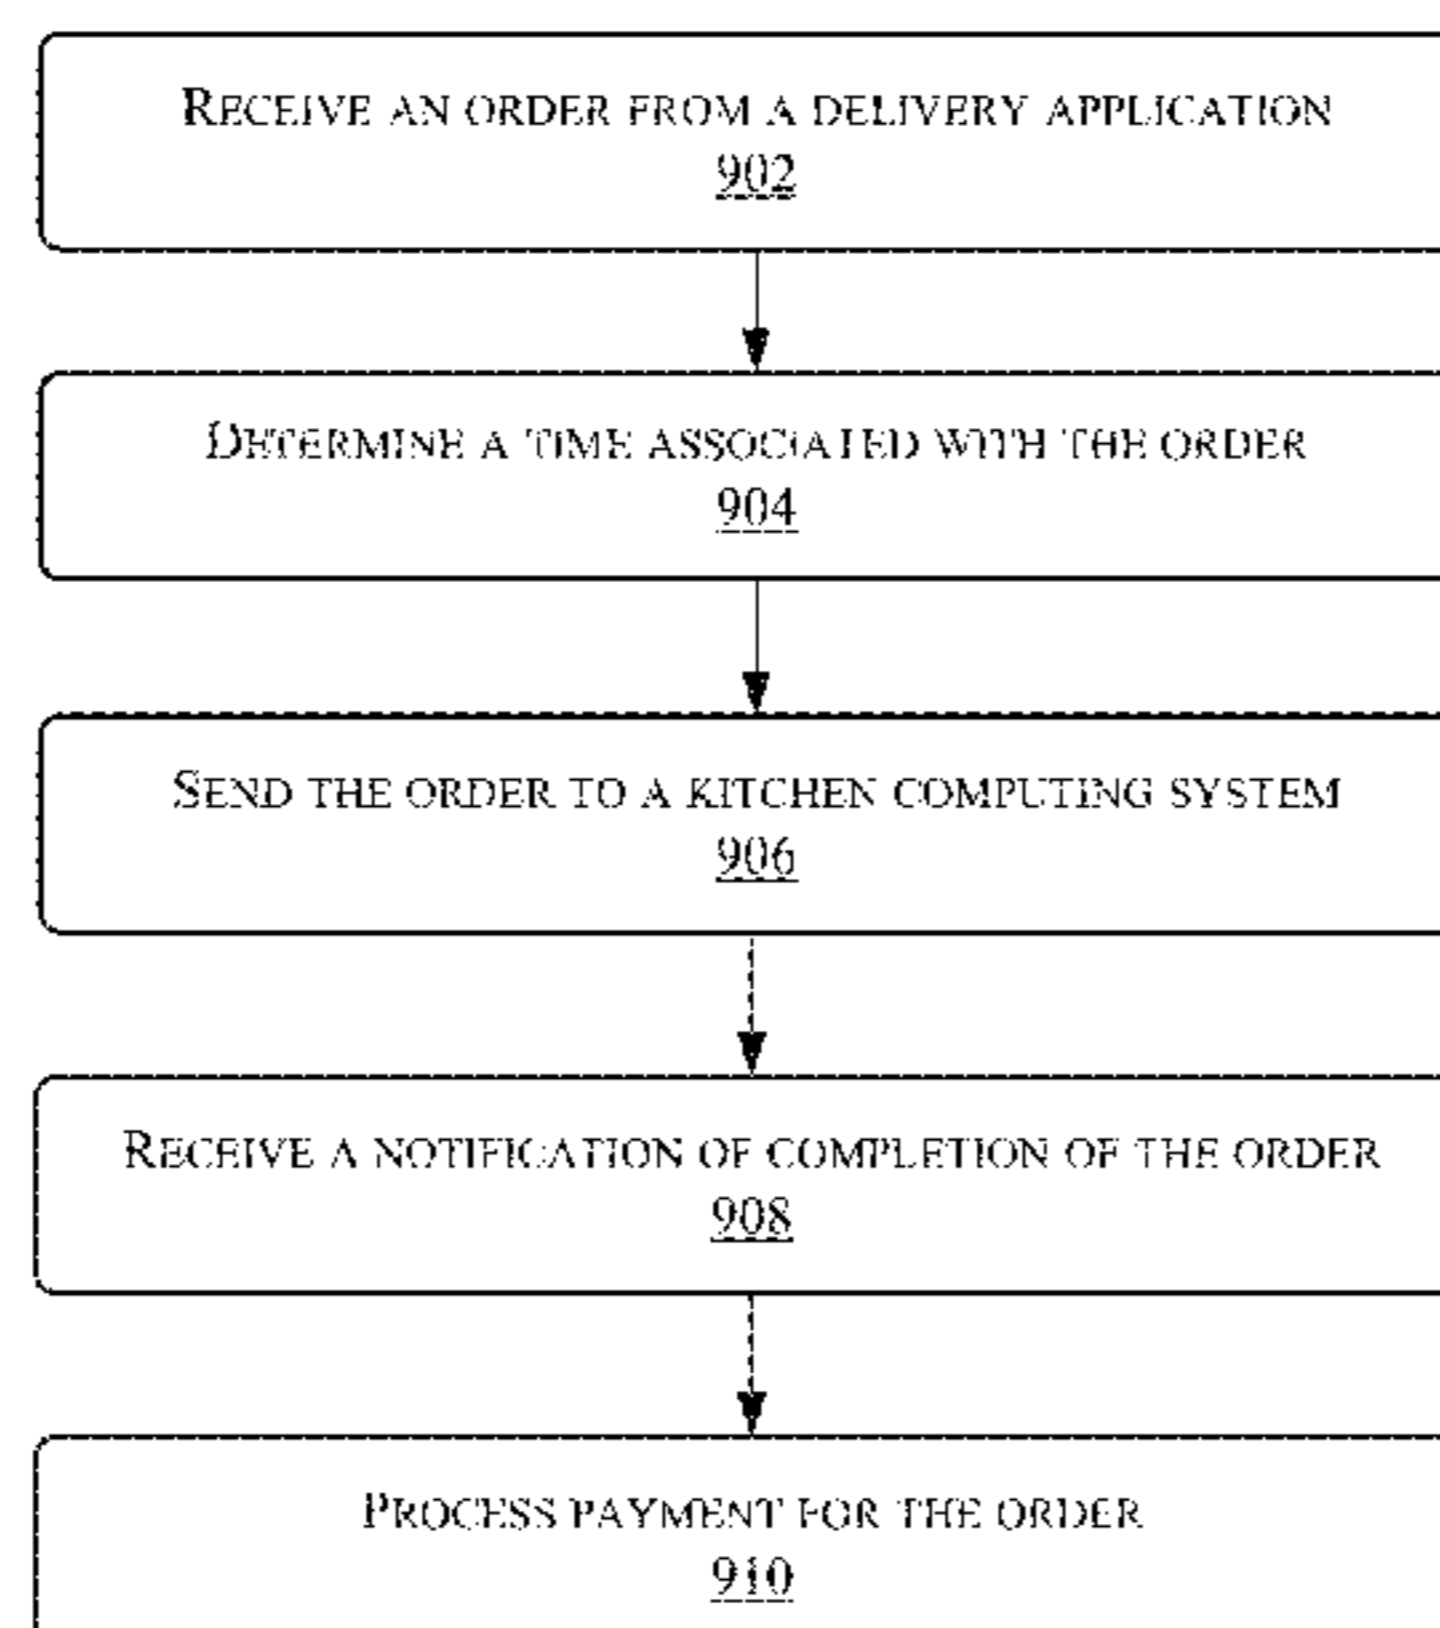 RECEIVE AN ORDER FROM A DELIVERY APPLICATION
902
DETERMINE A TIME ASSOCIATED WITH THE ORDER
904
SEND THE ORDER TO A KITCHEN COMPUTING SYSTEM
906
RECEIVE A NOTIFICATION OF COMPLETION OF THE ORDER
908
PROCESS PAYMENT FOR THE ORDER
910